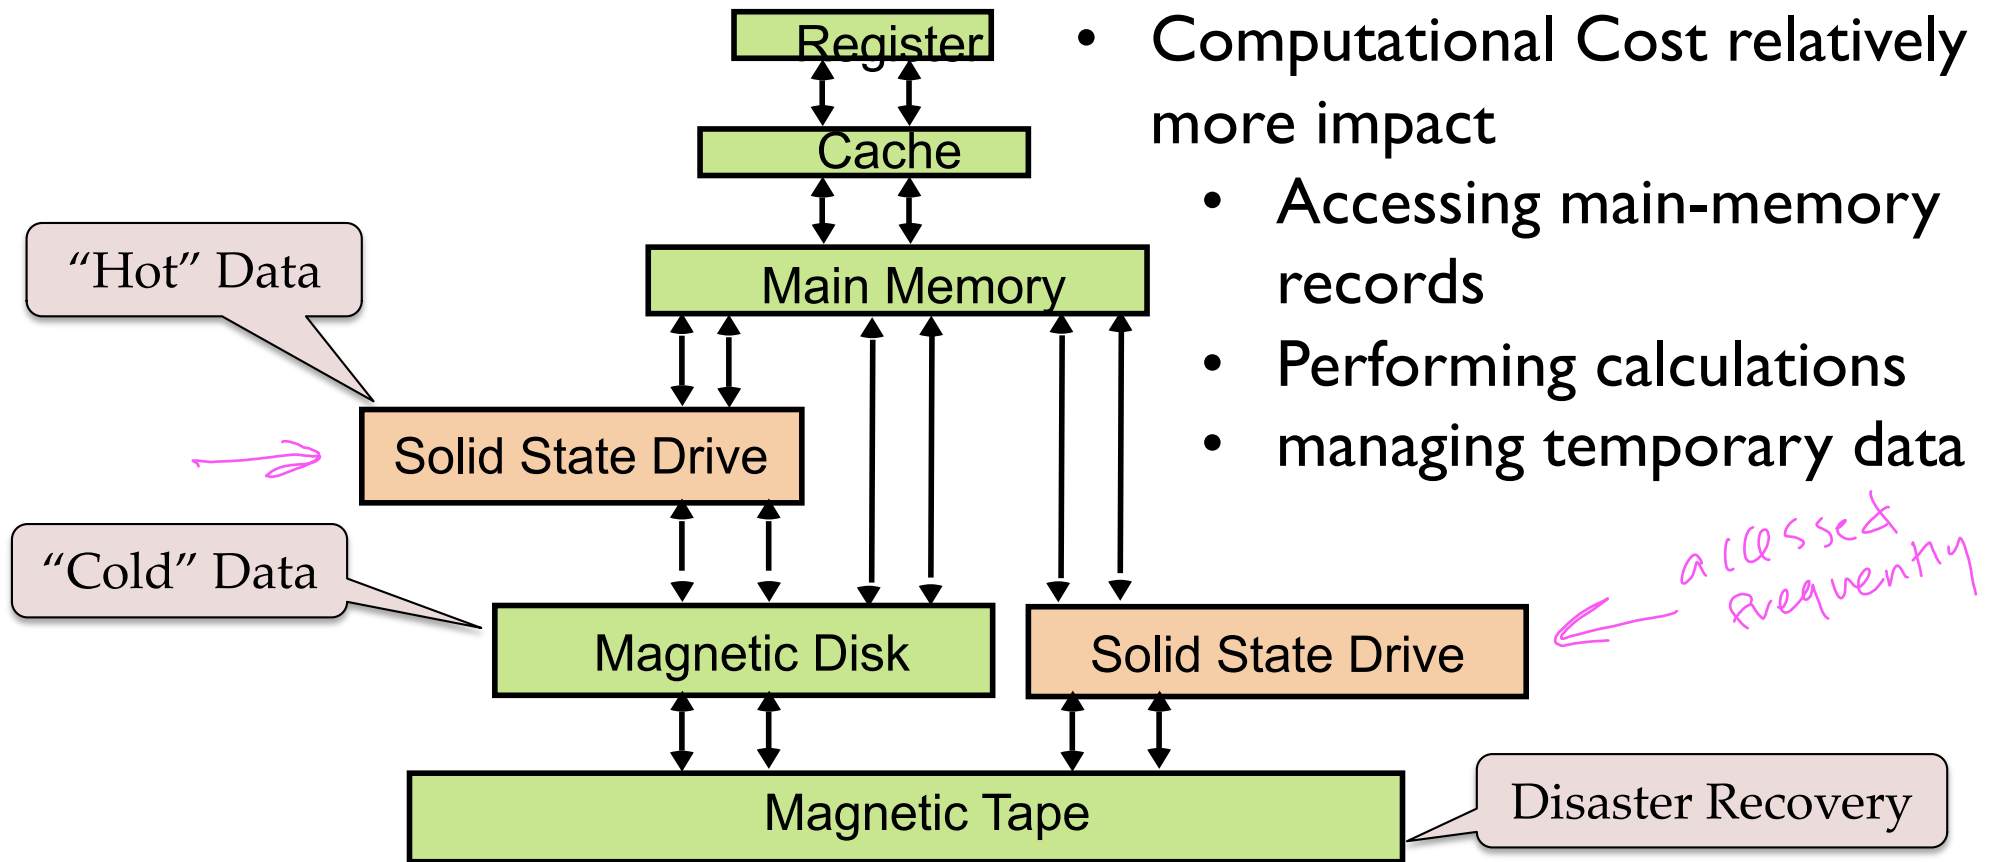 Register
Cache
Main Memory
“Hot” Data
Solid State Drive
“Cold” Data
Magnetic Disk
Solid State Drive
Magnetic Tape
Disaster Recovery
• Computational Cost relatively
more impact
• Accessing main-memory
records
• Performing calculations
• managing temporary data
accessed
frequently